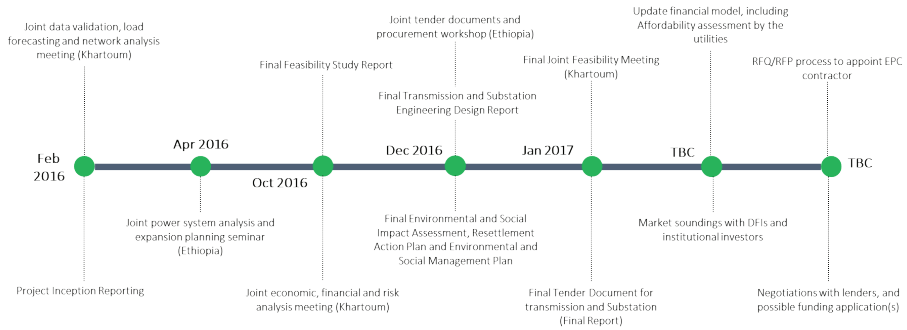 Joint data validation, load
forecasting and network analysis
meeting (Khartoum)
Feb
2016
Project Inception Reporting
Apr 2016
Joint power system analysis and
expansion planning seminar
(Ethiopia)
Final Feasibility Study Report
Oct 2016
Joint economic, financial and risk
analysis meeting (Khartoum)
Joint tender documents and
procurement workshop (Ethiopia)
Final Transmission and Substation
Engineering Design Report
Dec 2016
Final Environmental and Social
Impact Assessment, Resettlement
Action Plan and Environmental and
Social Management Plan
Final Joint Feasibility Meeting
(Khartoum)
Jan 2017
Final Tender Document for
transmission and Substation
(Final Report)
Update financial model, including
Affordability assessment by the
utilities
TBC
Market soundings with DFIs and
institutional investors
RFQ/RFP process to appoint EPC
contractor
TBC
Negotiations with lenders, and
possible funding application(s)